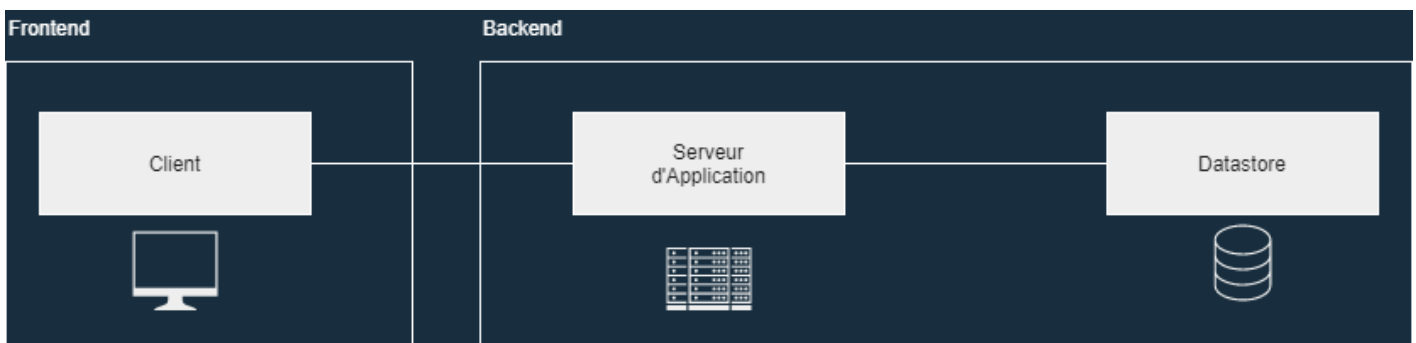 Frontend
Backend
Client
Serveur
d'Application
Datastore